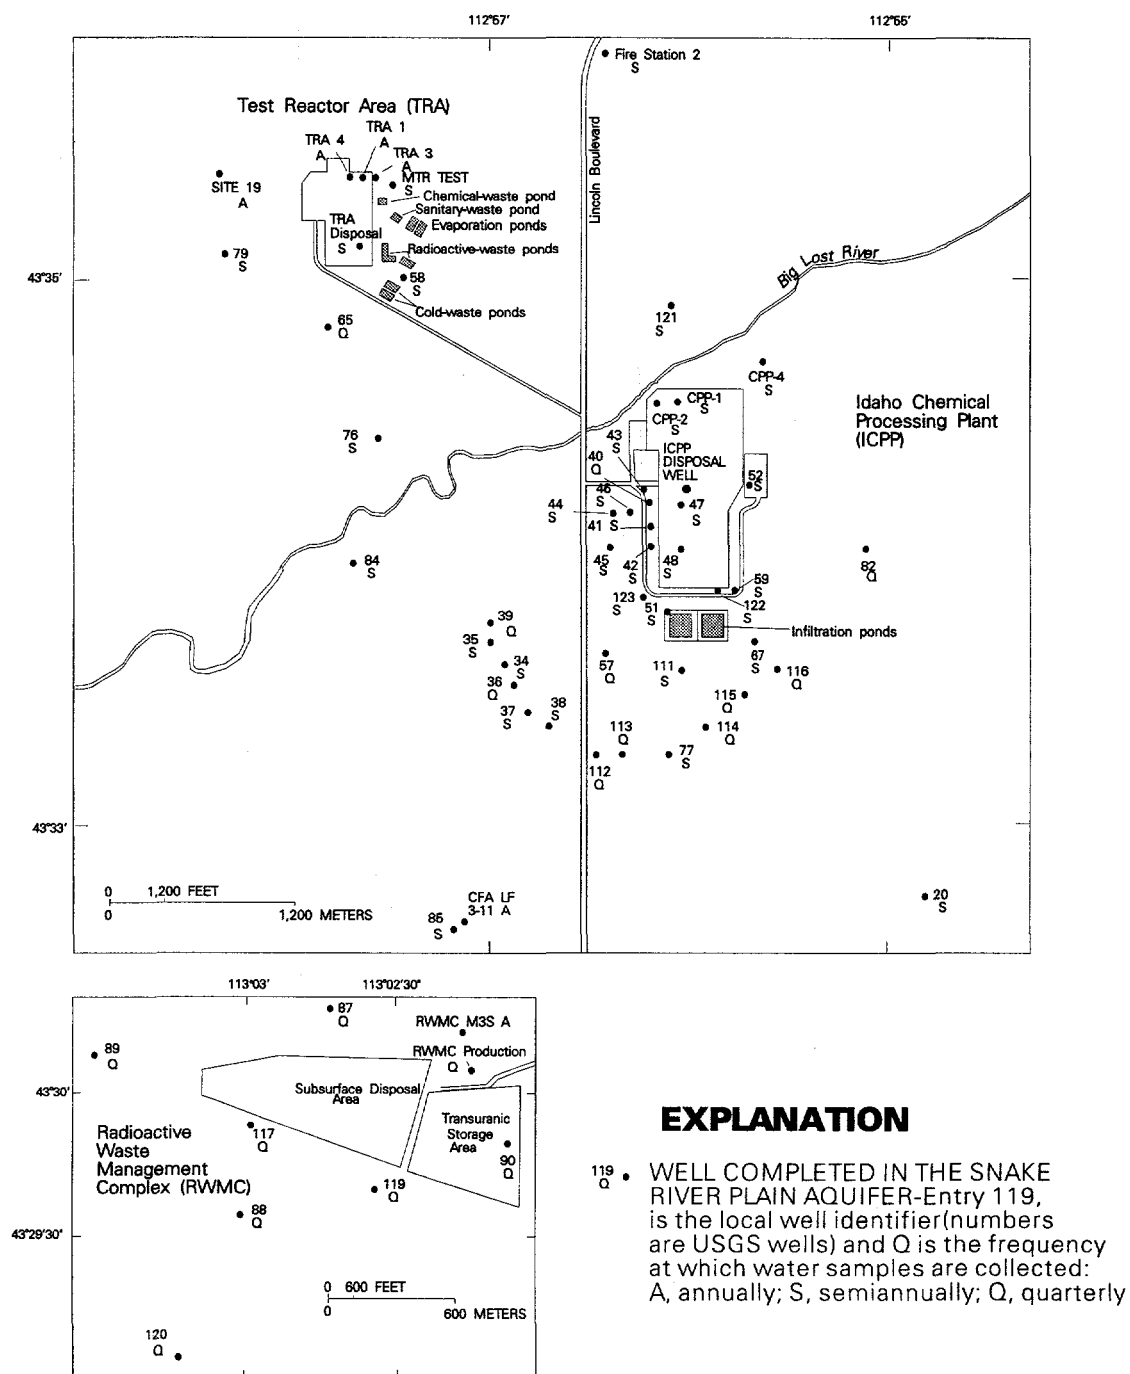 112°57'
112°55'
Fire Station 2
S
Test Reactor Area (TRA)
TRA 1
A
TRA 4
A
TRA 3
A
MTR TEST
S
SITE 19
A
Chemical-waste pond
Sanitary-waste pond
Evaporation ponds
TRA
Disposal
S
Radioactive-waste ponds
79
S
58
S
Cold-waste ponds
Lincoln Boulevard
Big Lost River
43°35'
65
Q
121
S
CPP-4
S
CPP-1
S
CPP-2
S
Idaho Chemical
Processing Plant
(ICPP)
76
S
43
S
40
Q
ICPP
DISPOSAL
WELL
52
S
46
S
44
S
47
S
41
45
S
42
S
48
S
84
S
82
Q
59
S
123
S
51
S
122
S
Infiltration ponds
39
Q
35
S
34
S
36
Q
37
S
38
S
57
Q
111
S
67
S
116
Q
115
Q
114
Q
113
Q
112
Q
77
S
43°33'
0 1,200 FEET
0 1,200 METERS
CFA LF
3-11 A
85
S
20
S
113°03'
113°02'30"
87
Q
RWMC M3S A
89
Q
RWMC Production
Q
43°30'
Subsurface Disposal
Area
Transuranic
Storage
Area
90
Q
117
Q
Radioactive
Waste
Management
Complex (RWMC)
119
Q
88
Q
43°29'30"
0 600 FEET
0 600 METERS
120
Q
EXPLANATION
119
Q
WELL COMPLETED IN THE SNAKE
RIVER PLAIN AQUIFER-Entry 119,
is the local well identifier(numbers
are USGS wells) and Q is the frequency
at which water samples are collected:
A, annually; S, semiannually; Q, quarterly